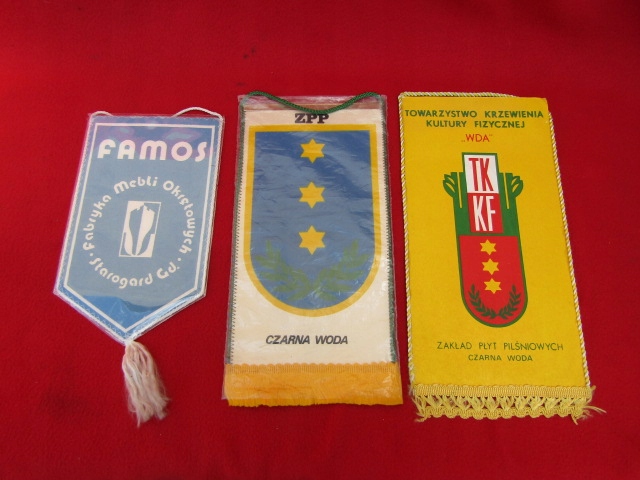 FAMOS
Fabryka Mebli Okrętowych
· Starogard Gd. ·
ZPP
CZARNA WODA
TOWARZYSTWO KRZEWIENIA
KULTURY FIZYCZNEJ
„WDA”
TK
KF
ZAKŁAD PŁYT PILŚNIOWYCH
CZARNA WODA